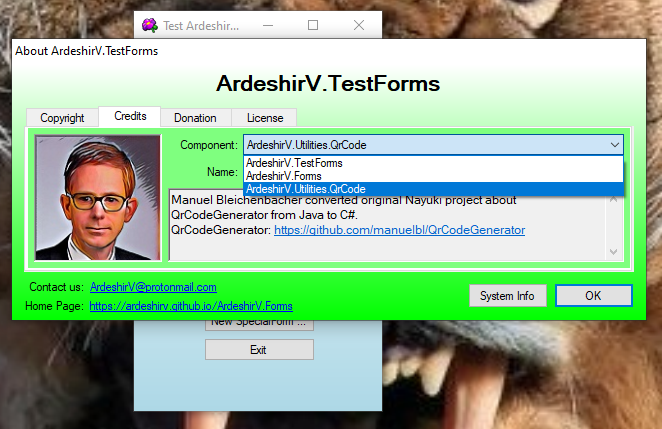 Test Ardeshir...
About ArdeshirV.TestForms
ArdeshirV.TestForms
Copyright
Credits
Donation
License
Component:
ArdeshirV.Utilities.QrCode
ArdeshirV.TestForms
ArdeshirV.Forms
ArdeshirV.Utilities.QrCode
Name:
Manuel Bleichenbacher converted original Nayuki project about
QrCodeGenerator from Java to C#.
QrCodeGenerator: https://github.com/manuelbl/QrCodeGenerator
Contact us: ArdeshirV@protonmail.com
Home Page: https://ardeshirv.github.io/ArdeshirV.Forms
System Info
OK
New SpecialForm ...
Exit